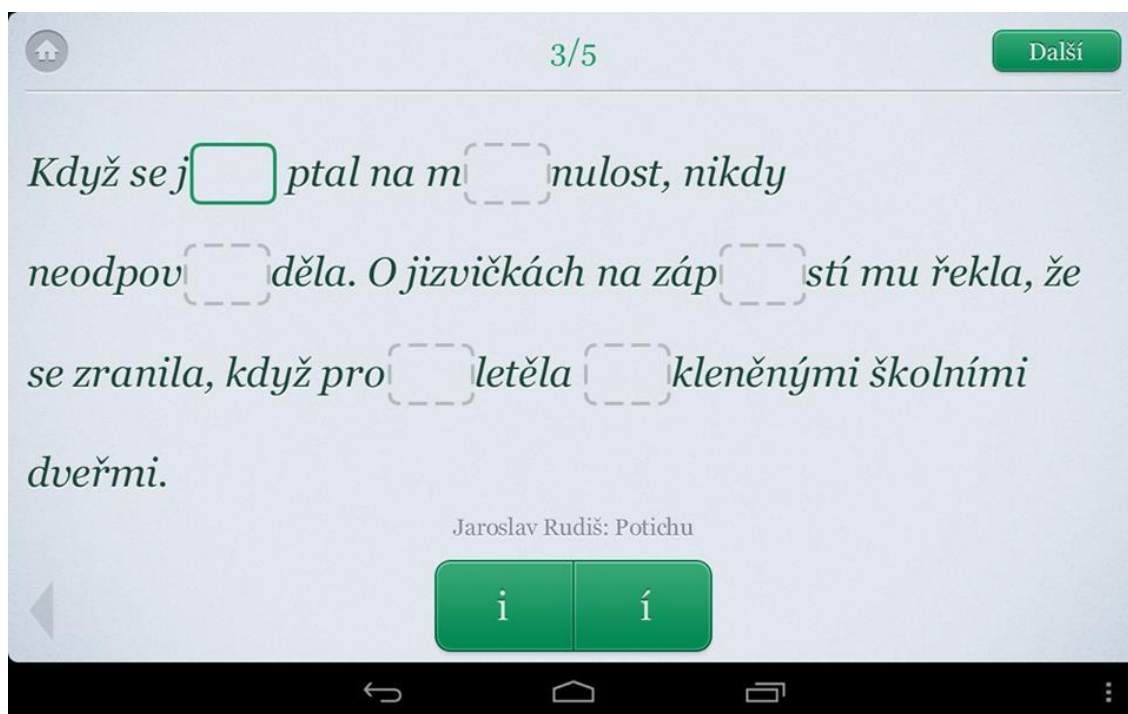 3/5
Další
Když se j ptal na m nulost, nikdy
neodpov děla. O jizvičkách na záp stí mu řekla, že
se zranila, když pro letěla kleněnými školními
dveřmi.
Jaroslav Rudiš: Potichu
i í